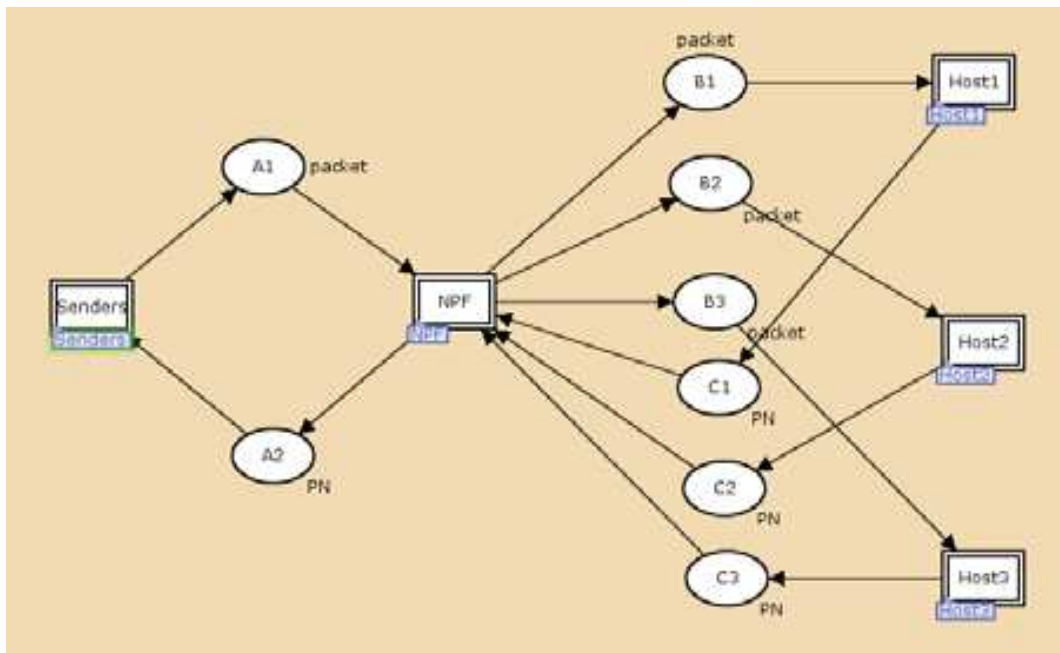 packet
B1
Host1
Host1
A1
packet
B2
packet
Senders
Senders
NPF
NPF
B3
packet
Host2
Host2
C1
PN
A2
PN
C2
PN
C3
PN
Host3
Host3